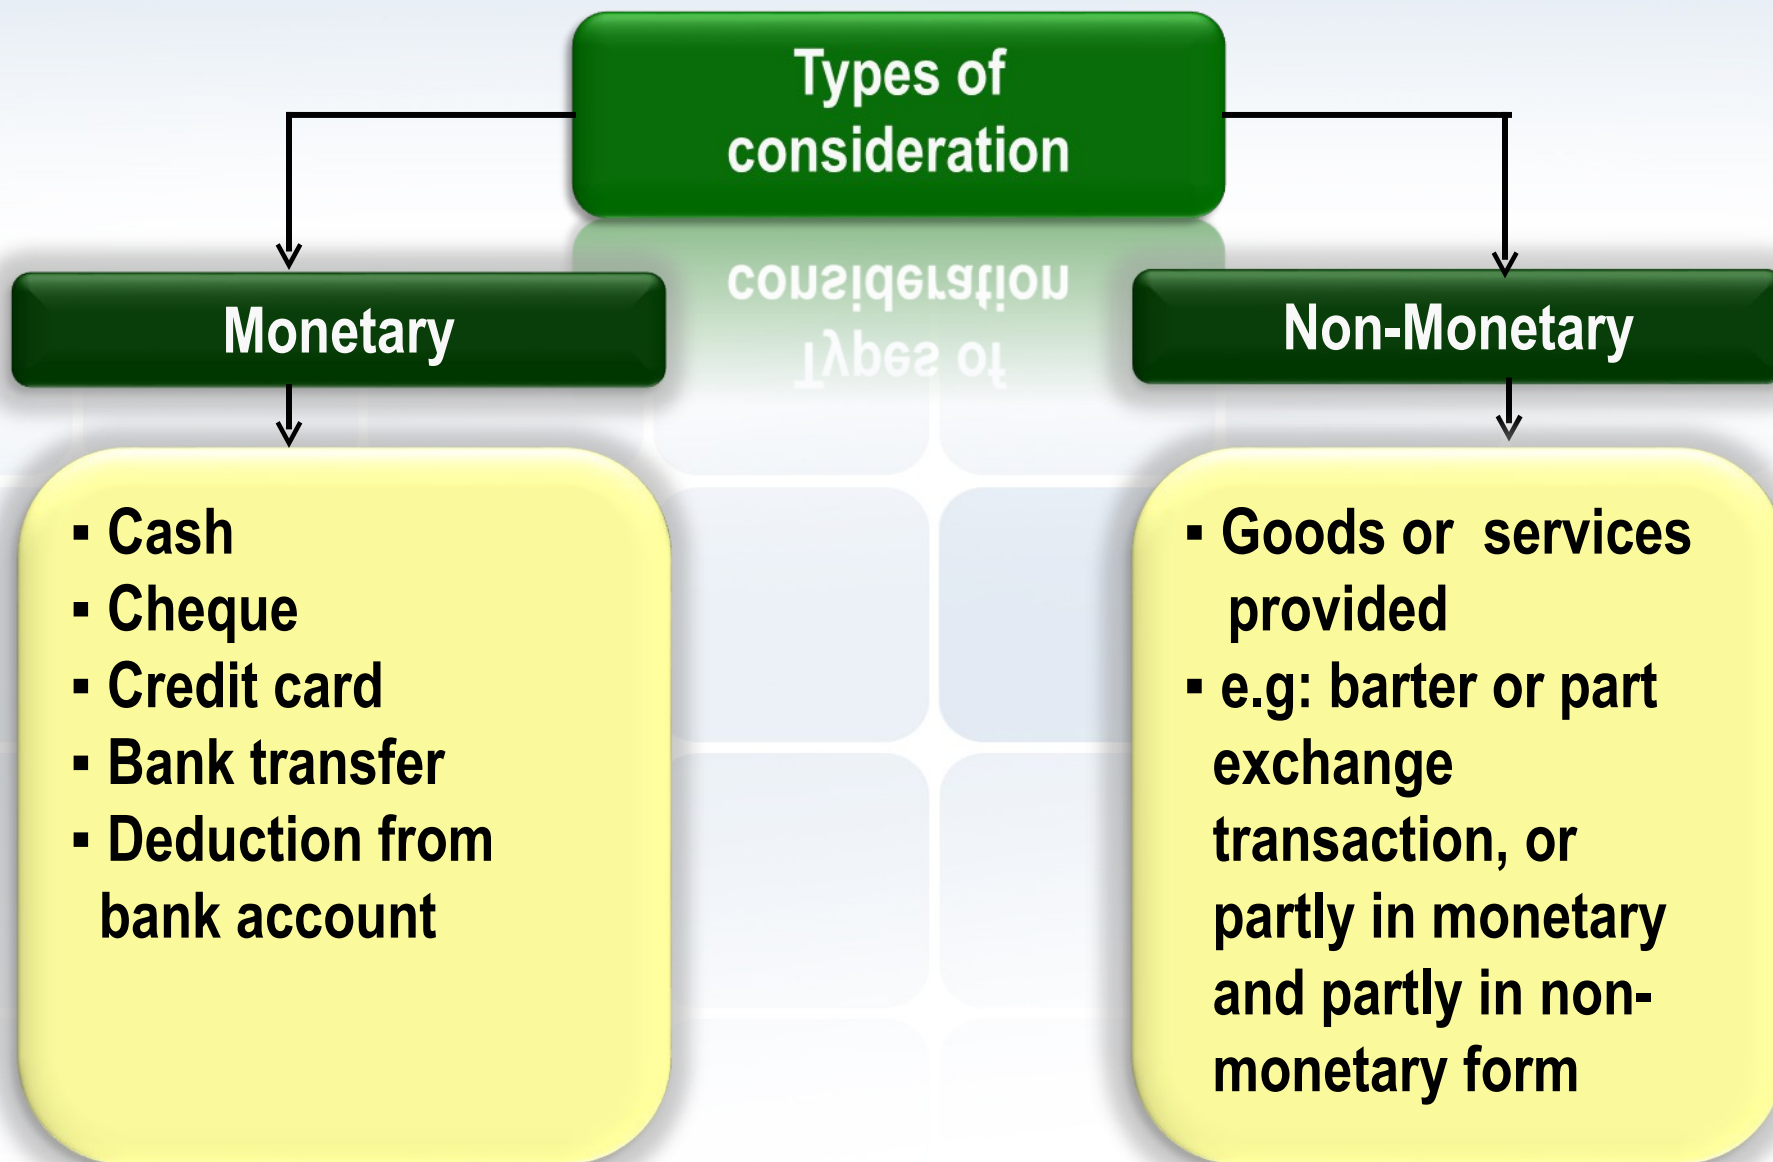 Types of
consideration
Monetary
Non-Monetary
▪ Cash
▪ Cheque
▪ Credit card
▪ Bank transfer
▪ Deduction from
bank account
▪ Goods or services
provided
▪ e.g: barter or part
exchange
transaction, or
partly in monetary
and partly in non-
monetary form